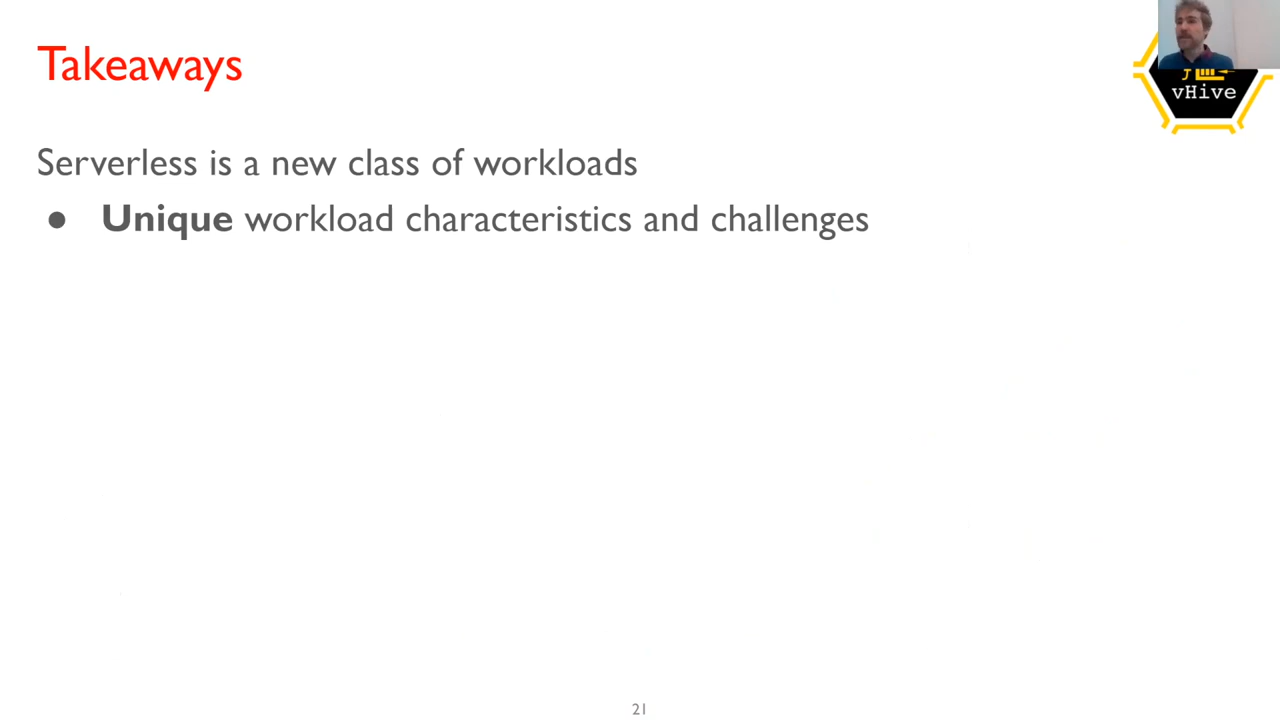 Takeaways
vHive
Serverless is a new class of workloads
● Unique workload characteristics and challenges
21